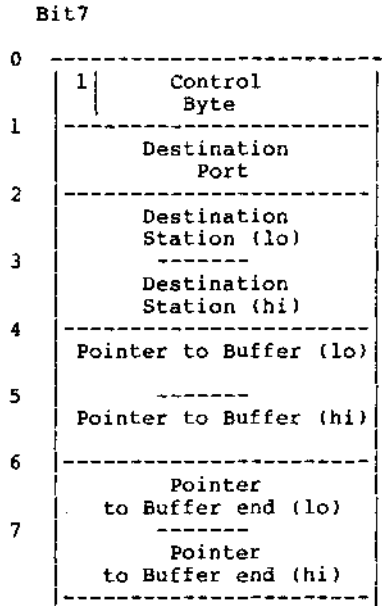 Bit7
0
1 Control
Byte
1
Destination
Port
2
Destination
Station (lo)
3
Destination
Station (hi)
4
Pointer to Buffer (lo)
5
Pointer to Buffer (hi)
6
Pointer
to Buffer end (lo)
7
Pointer
to Buffer end (hi)